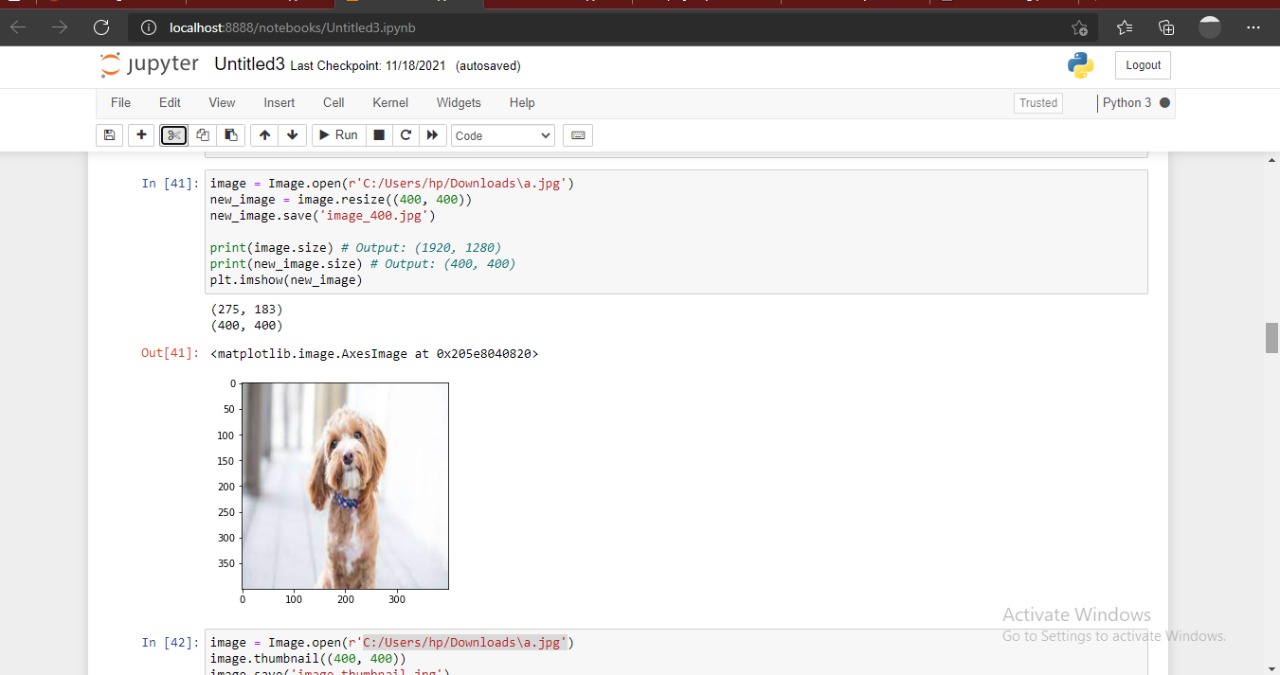 localhost:8888/notebooks/Untitled3.ipynb
jupyter Untitled3 Last Checkpoint: 11/18/2021 (autosaved)
Logout
File Edit View Insert Cell Kernel Widgets Help
Trusted
Python 3
Run
Code
In [41]: image = Image.open(r'C:/Users/hp/Downloads\a.jpg')
new_image = image.resize((400, 400))
new_image.save('image_400.jpg')
print(image.size) # Output: (1920, 1280)
print(new_image.size) # Output: (400, 400)
plt.imshow(new_image)
(275, 183)
(400, 400)
Out[41]: <matplotlib.image.AxesImage at 0x205e8040820>
0
50
100
150
200
250
300
350
0 100 200 300
Activate Windows
Go to Settings to activate Windows.
In [42]: image = Image.open(r'C:/Users/hp/Downloads\a.jpg')
image.thumbnail((400, 400))
image.save('image_thumbnail.jpg')